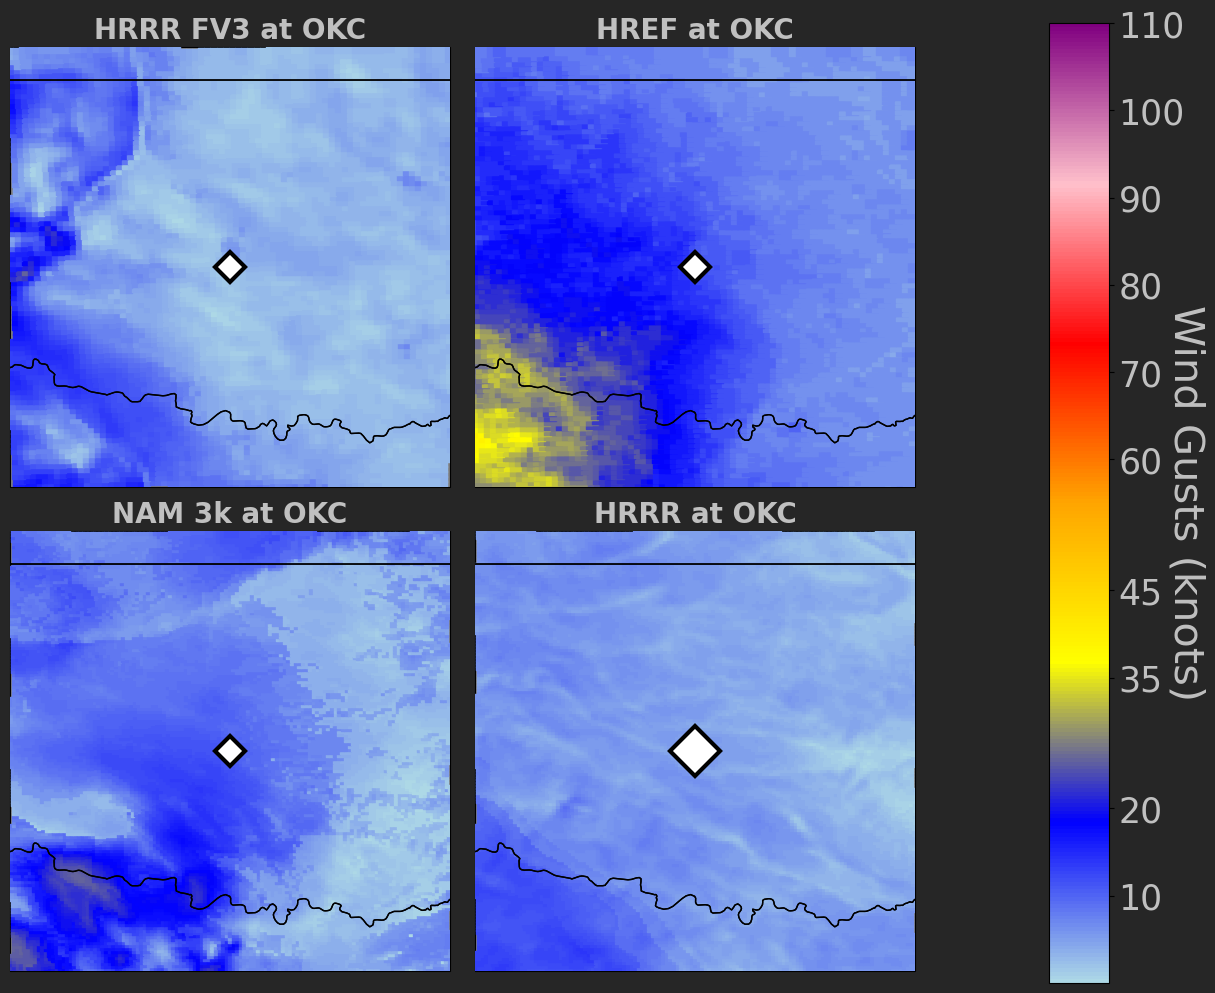 HRRR FV3 at OKC
HREF at OKC
NAM 3k at OKC
HRRR at OKC
110
100
90
80
70
60
45
35
20
10
Wind Gusts (knots)